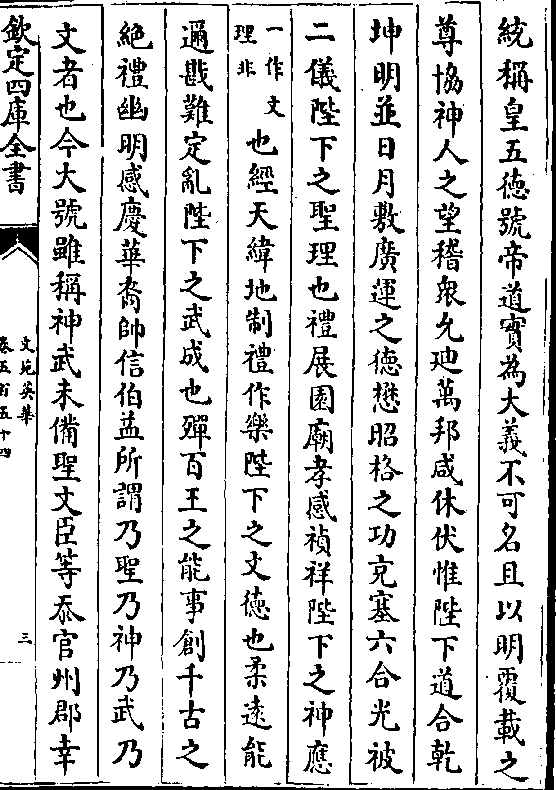 統稱皇五德號帝道實為大義不可名且以明覆載之
尊協神人之望稽衆允廸萬邦咸休伏惟陛下道合乾
坤明並日月敷廣運之德懋昭格之功克塞六合光被
二儀陛下之聖理也禮展園廟孝感禎祥陛下之神應
一作文
理非
也經天緯地制禮作樂陛下之文德也柔逺能
邇戡難定亂陛下之武成也殫百王之能事創千古之
絶禮幽明感慶華裔帥信伯益所謂乃聖乃神乃武乃
文者也今大號雖稱神武未備聖文臣等忝官州郡幸
欽定四庫全書
文苑英華
卷五百五十四
三